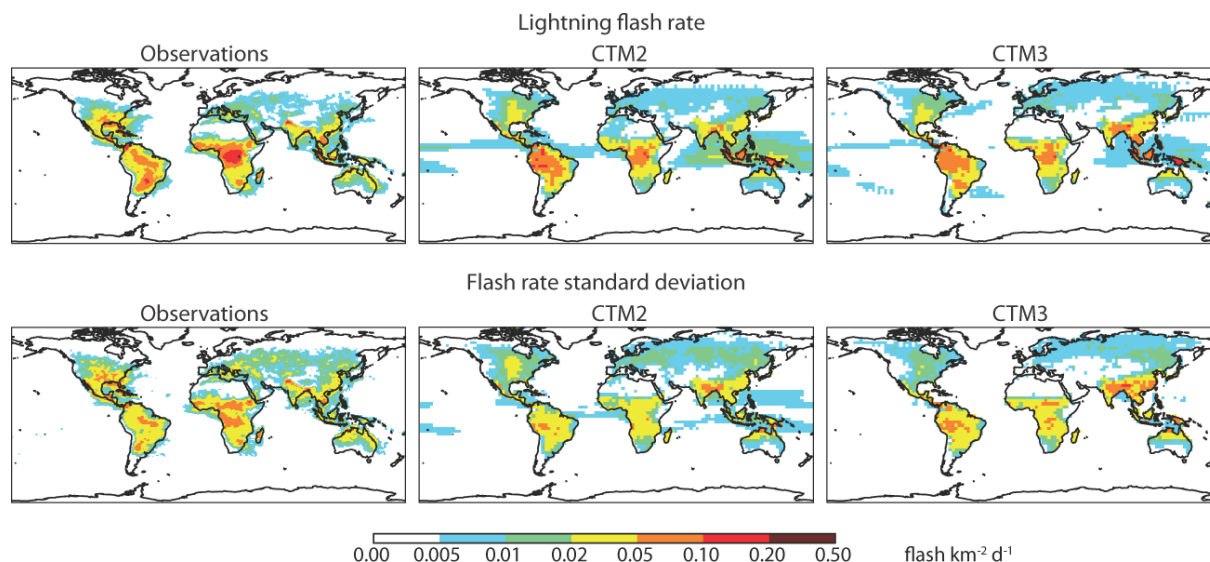 Lightning flash rate
Observations CTM2 CTM3
Flash rate standard deviation
Observations CTM2 CTM3
0.00 0.005 0.01 0.02 0.05 0.10 0.20 0.50 flash km⁻² d⁻¹